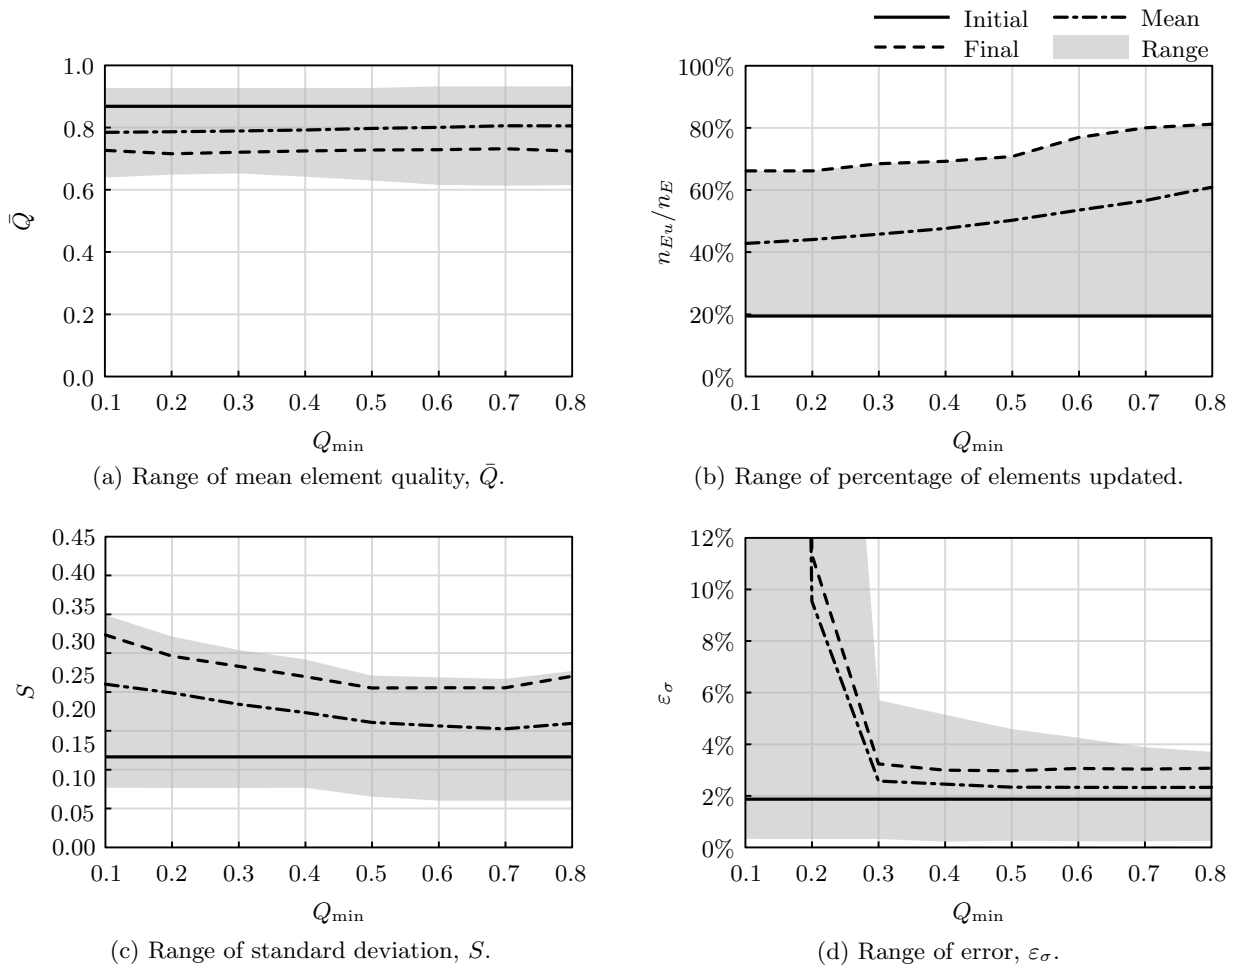 Initial
Mean
Final
Range
1.0
0.8
0.6
0.4
0.2
0.0
Q̄
0.1 0.2 0.3 0.4 0.5 0.6 0.7 0.8
Q_min
(a) Range of mean element quality, Q̄.
100%
80%
60%
40%
20%
0%
n_Eu/n_E
0.1 0.2 0.3 0.4 0.5 0.6 0.7 0.8
Q_min
(b) Range of percentage of elements updated.
0.45
0.40
0.35
0.30
0.25
0.20
0.15
0.10
0.05
0.00
S
0.1 0.2 0.3 0.4 0.5 0.6 0.7 0.8
Q_min
(c) Range of standard deviation, S.
12%
10%
8%
6%
4%
2%
0%
ε_σ
0.1 0.2 0.3 0.4 0.5 0.6 0.7 0.8
Q_min
(d) Range of error, ε_σ.